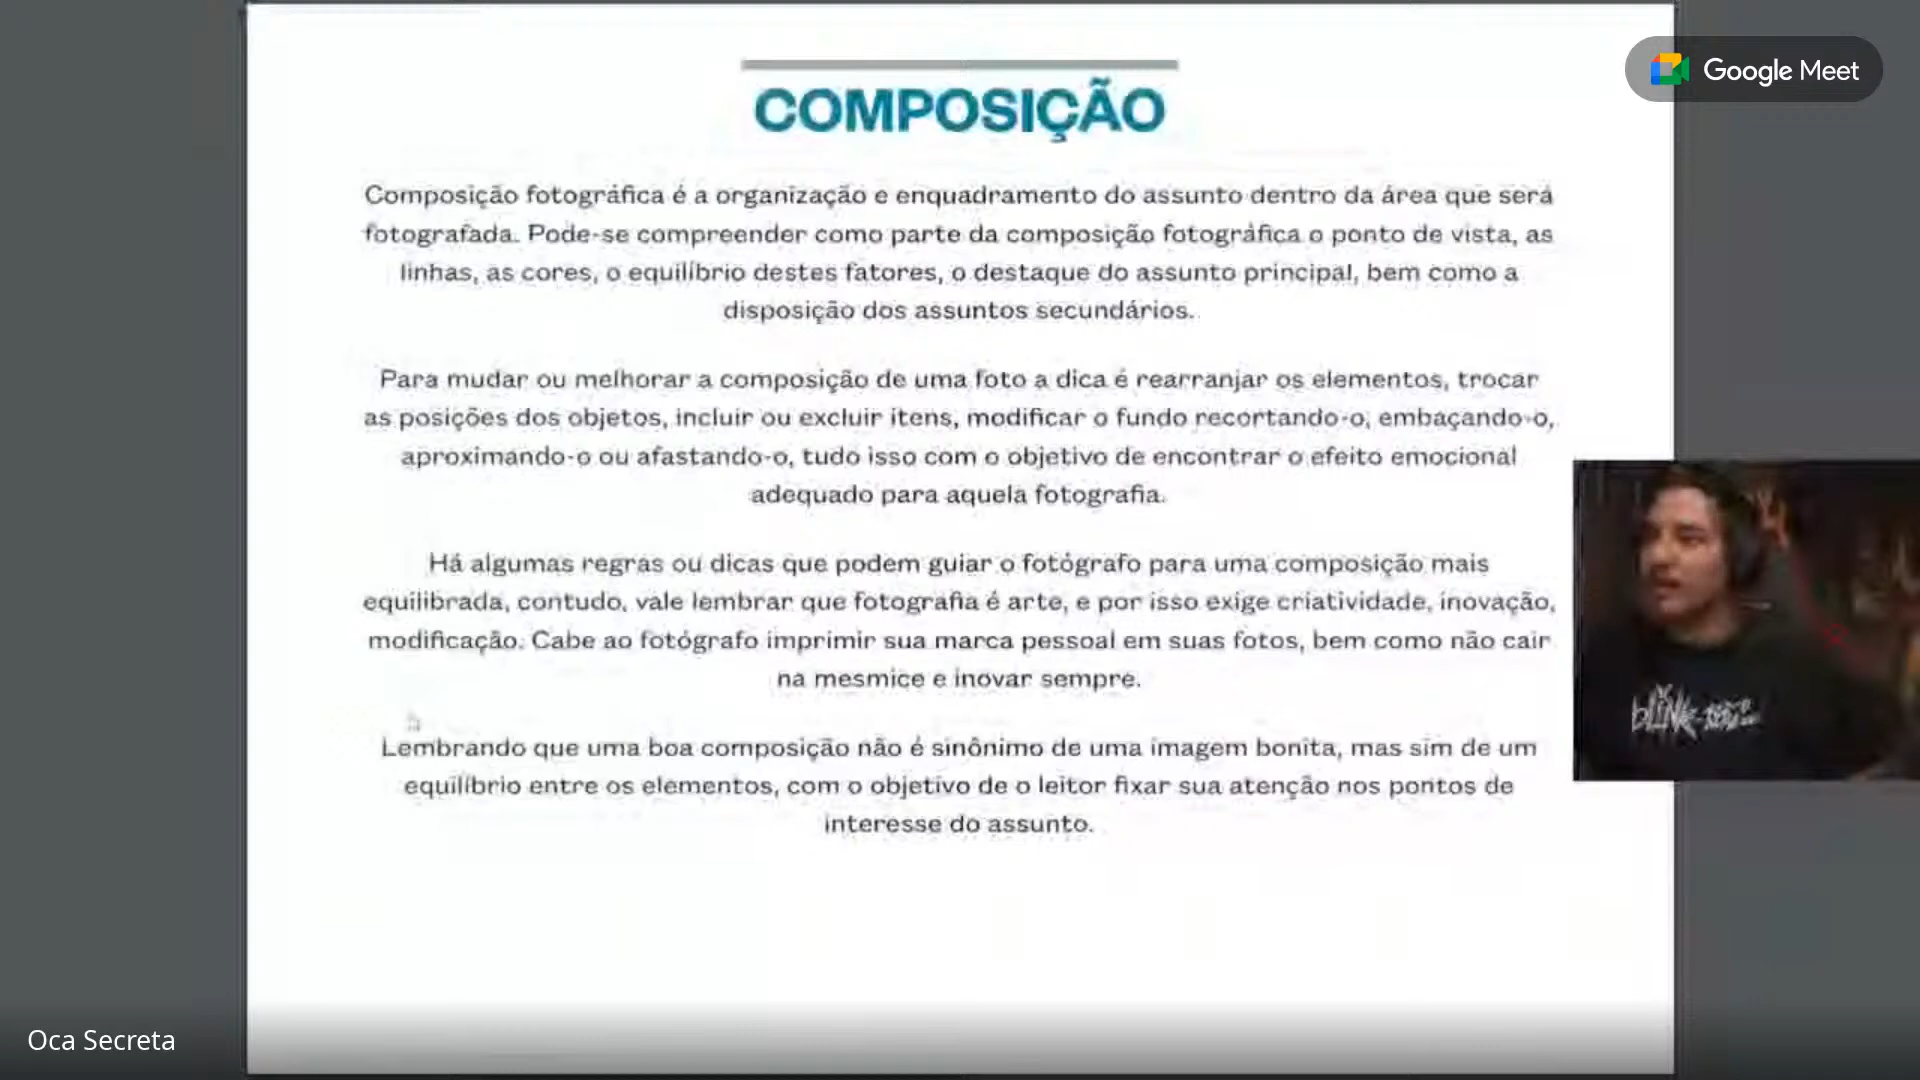 Google Meet
COMPOSIÇÃO
Composição fotográfica é a organização e enquadramento do assunto dentro da área que será
fotografada. Pode-se compreender como parte da composição fotográfica o ponto de vista, as
linhas, as cores, o equilíbrio destes fatores, o destaque do assunto principal, bem como a
disposição dos assuntos secundários.
Para mudar ou melhorar a composição de uma foto a dica é rearranjar os elementos, trocar
as posições dos objetos, incluir ou excluir itens, modificar o fundo recortando-o, embaçando-o,
aproximando-o ou afastando-o, tudo isso com o objetivo de encontrar o efeito emocional
adequado para aquela fotografia.
Há algumas regras ou dicas que podem guiar o fotógrafo para uma composição mais
equilibrada, contudo, vale lembrar que fotografia é arte, e por isso exige criatividade, inovação,
modificação. Cabe ao fotógrafo imprimir sua marca pessoal em suas fotos, bem como não cair
na mesmice e inovar sempre.
Lembrando que uma boa composição não é sinônimo de uma imagem bonita, mas sim de um
equilíbrio entre os elementos, com o objetivo de o leitor fixar sua atenção nos pontos de
interesse do assunto.
blink-
Oca Secreta